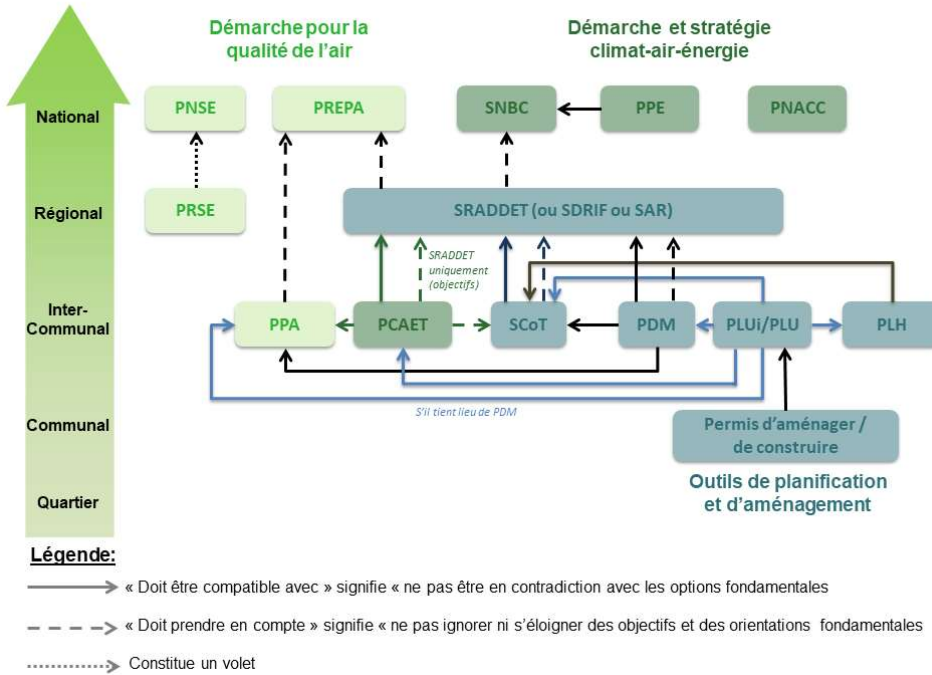 Démarche pour la
qualité de l'air
Démarche et stratégie
climat-air-énergie
National
PNSE
PREPA
SNBC
PPE
PNACC
Régional
PRSE
SRADDET (ou SDRIF ou SAR)
SRADDET
uniquement
(objectifs)
Inter-
Communal
PPA
PCAET
SCoT
PDM
PLUi/PLU
PLH
S'il tient lieu de PDM
Communal
Permis d'aménager /
de construire
Quartier
Outils de planification
et d'aménagement
Légende:
« Doit être compatible avec » signifie « ne pas être en contradiction avec les options fondamentales
« Doit prendre en compte » signifie « ne pas ignorer ni s'éloigner des objectifs et des orientations fondamentales
Constitue un volet